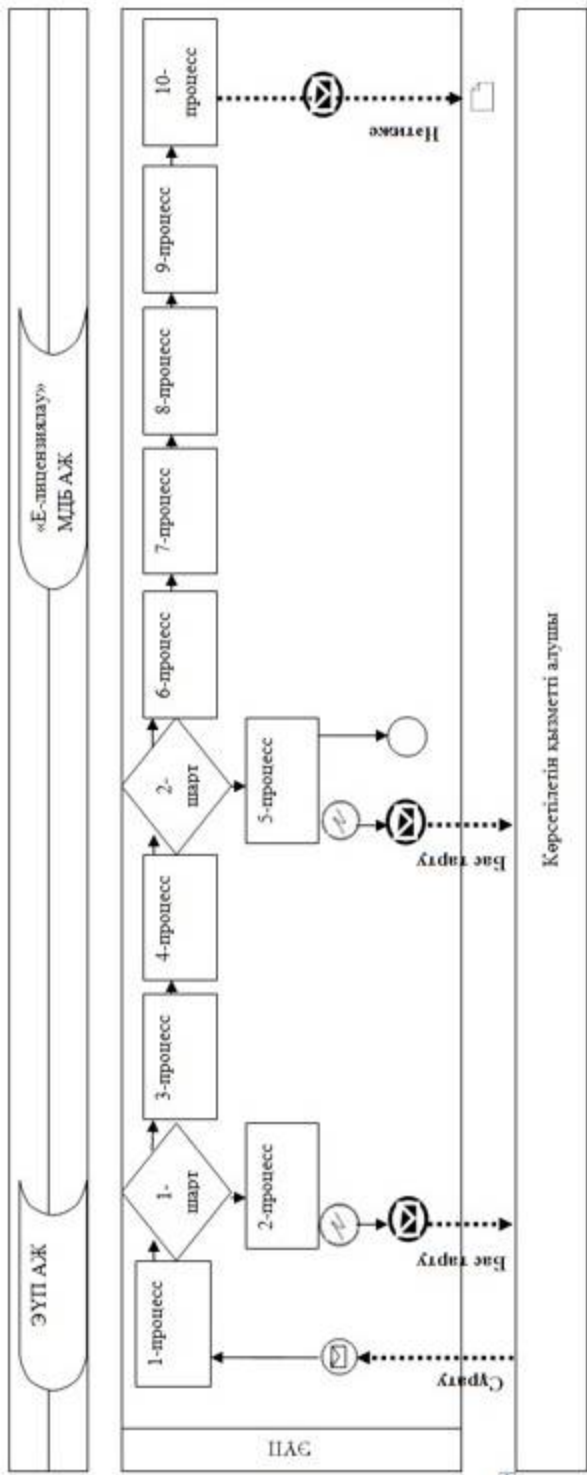 ЭҮП АЖ
«Е-лицензиялау»
МДБ АЖ
ЭҮП
1-процесс
1-
шарт
2-процесс
3-процесс
4-процесс
2-
шарт
5-процесс
6-процесс
7-процесс
8-процесс
9-процесс
10-
процесс
Сұрату
Бас тарту
Бас тарту
Нәтиже
Көрсетілетін қызметті алушы